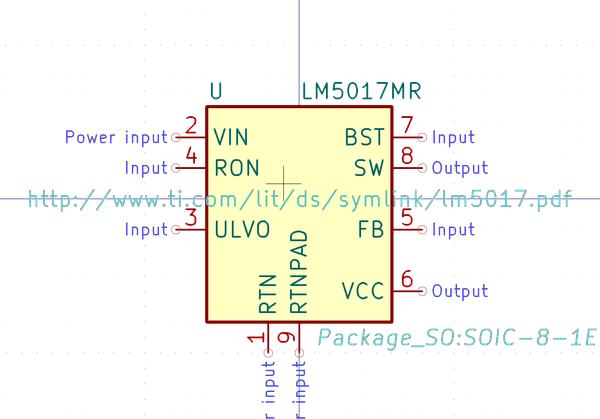 U LM5017MR
Power input 2 VIN BST 7 Input
Input 4 RON SW 8 Output
http://www.ti.com/lit/ds/symlink/lm5017.pdf
Input 3 ULVO FB 5 Input
VCC 6 Output
RTN
RTNPAD
1
9
Package_SO:SOIC-8-1E
r input
r input